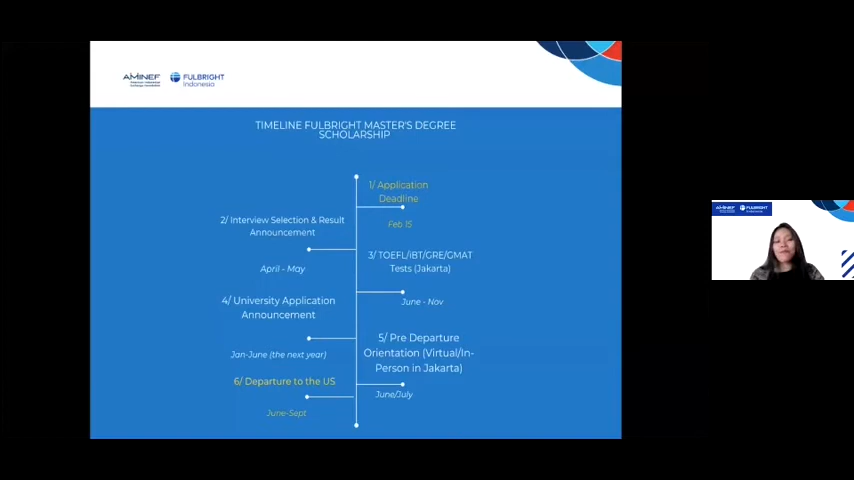 AMINEF
FULBRIGHT
Indonesia
TIMELINE FULBRIGHT MASTER'S DEGREE
SCHOLARSHIP
1/ Application
Deadline
Feb 15
2/ Interview Selection & Result
Announcement
April - May
3/ TOEFL/iBT/GRE/GMAT
Tests (Jakarta)
June - Nov
4/ University Application
Announcement
Jan-June (the next year)
5/ Pre Departure
Orientation (Virtual/In-
Person in Jakarta)
June/July
6/ Departure to the US
June-Sept
AMINEF
FULBRIGHT